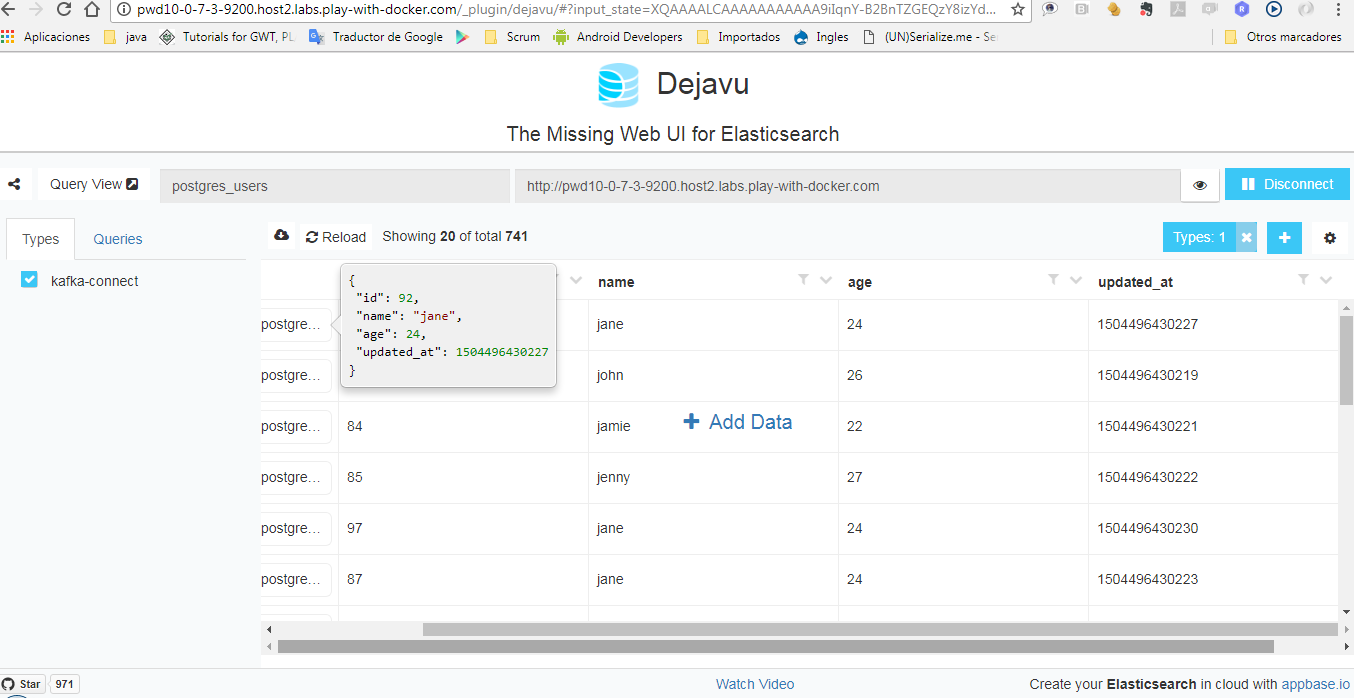 pwd10-0-7-3-9200.host2.labs.play-with-docker.com/_plugin/dejavu/#?input_state=XQAAAALCAAAAAAAAAAA9iIqnY-B2BnTZGEQzY8izYd...
Aplicaciones java Tutorials for GWT, PL Traductor de Google Scrum Android Developers Importados Ingles (UN)Serialize.me - Se Otros marcadores
Dejavu
The Missing Web UI for Elasticsearch
Query View postgres_users http://pwd10-0-7-3-9200.host2.labs.play-with-docker.com Disconnect
Types Queries Reload Showing 20 of total 741 Types: 1
kafka-connect
name age updated_at
{
"id": 92,
"name": "jane",
"age": 24,
"updated_at": 1504496430227
}
postgre... jane 24 1504496430227
postgre... john 26 1504496430219
postgre... 84 jamie 22 1504496430221
Add Data
postgre... 85 jenny 27 1504496430222
postgre... 97 jane 24 1504496430230
postgre... 87 jane 24 1504496430223
Star 971 Watch Video Create your Elasticsearch in cloud with appbase.io